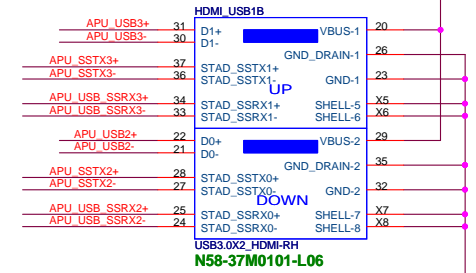 HDMI_USB1B
APU_USB3+ 31 D1+ VBUS-1 20
APU_USB3- 30 D1-
GND_DRAIN-1 26
APU_SSTX3+ 37 STAD_SSTX1+
APU_SSTX3- 36 STAD_SSTX1- GND-1 23
UP
APU_USB_SSRX3+ 34 STAD_SSRX1+ SHELL-5 X5
APU_USB_SSRX3- 33 STAD_SSRX1- SHELL-6 X6
APU_USB2+ 22 D0+ VBUS-2 29
APU_USB2- 21 D0-
GND_DRAIN-2 35
APU_SSTX2+ 28 STAD_SSTX0+
APU_SSTX2- 27 STAD_SSTX0- GND-2 32
DOWN
APU_USB_SSRX2+ 25 STAD_SSRX0+ SHELL-7 X7
APU_USB_SSRX2- 24 STAD_SSRX0- SHELL-8 X8
USB3.0X2_HDMI-RH
N58-37M0101-L06